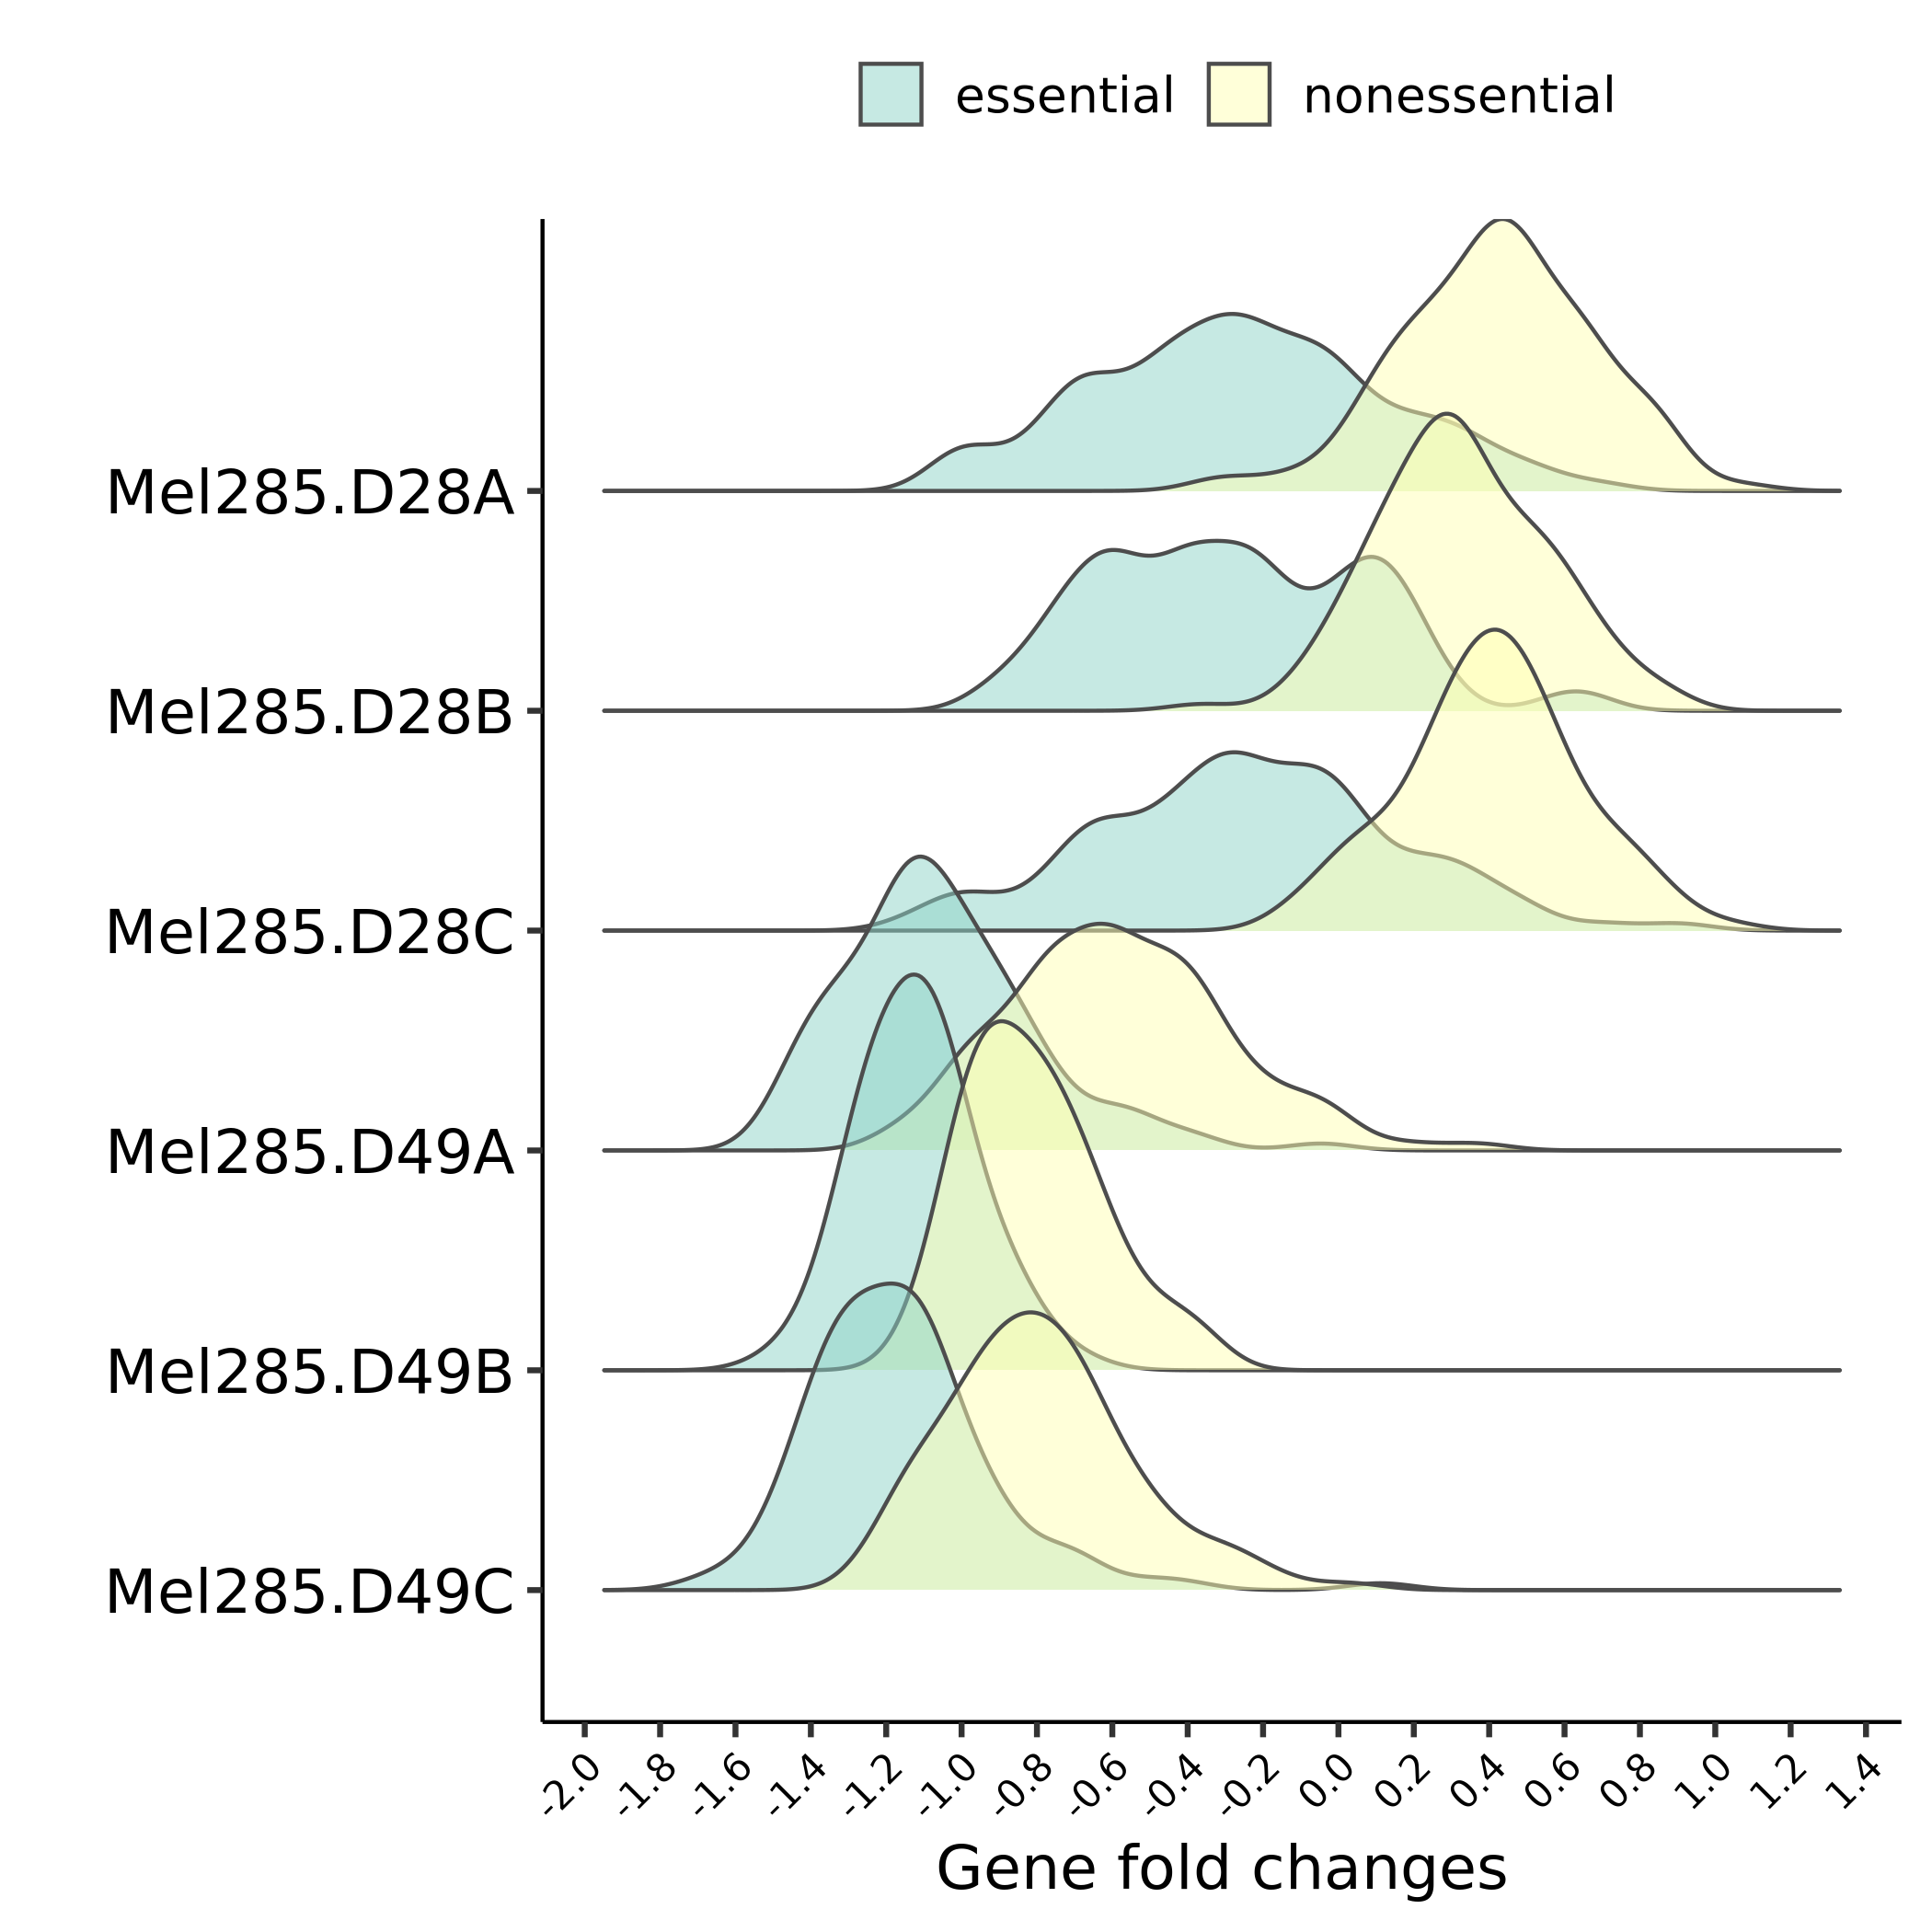 essential nonessential
Mel285.D28A
Mel285.D28B
Mel285.D28C
Mel285.D49A
Mel285.D49B
Mel285.D49C
-2.0 -1.8 -1.6 -1.4 -1.2 -1.0 -0.8 -0.6 -0.4 -0.2 0.0 0.2 0.4 0.6 0.8 1.0 1.2 1.4
Gene fold changes